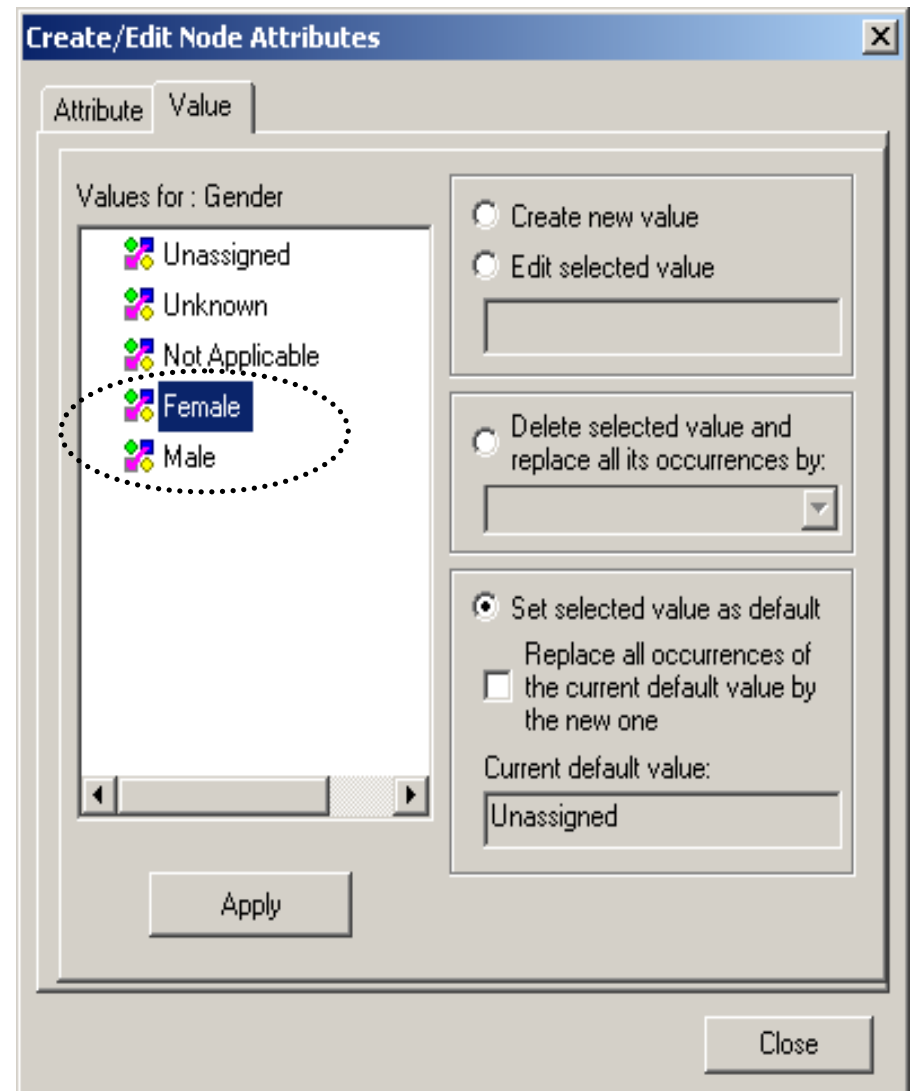 Create/Edit Node Attributes
Attribute
Value
Values for : Gender
Unassigned
Unknown
Not Applicable
Female
Male
Apply
Create new value
Edit selected value
Delete selected value and
replace all its occurrences by:
Set selected value as default
Replace all occurrences of
the current default value by
the new one
Current default value:
Unassigned
Close